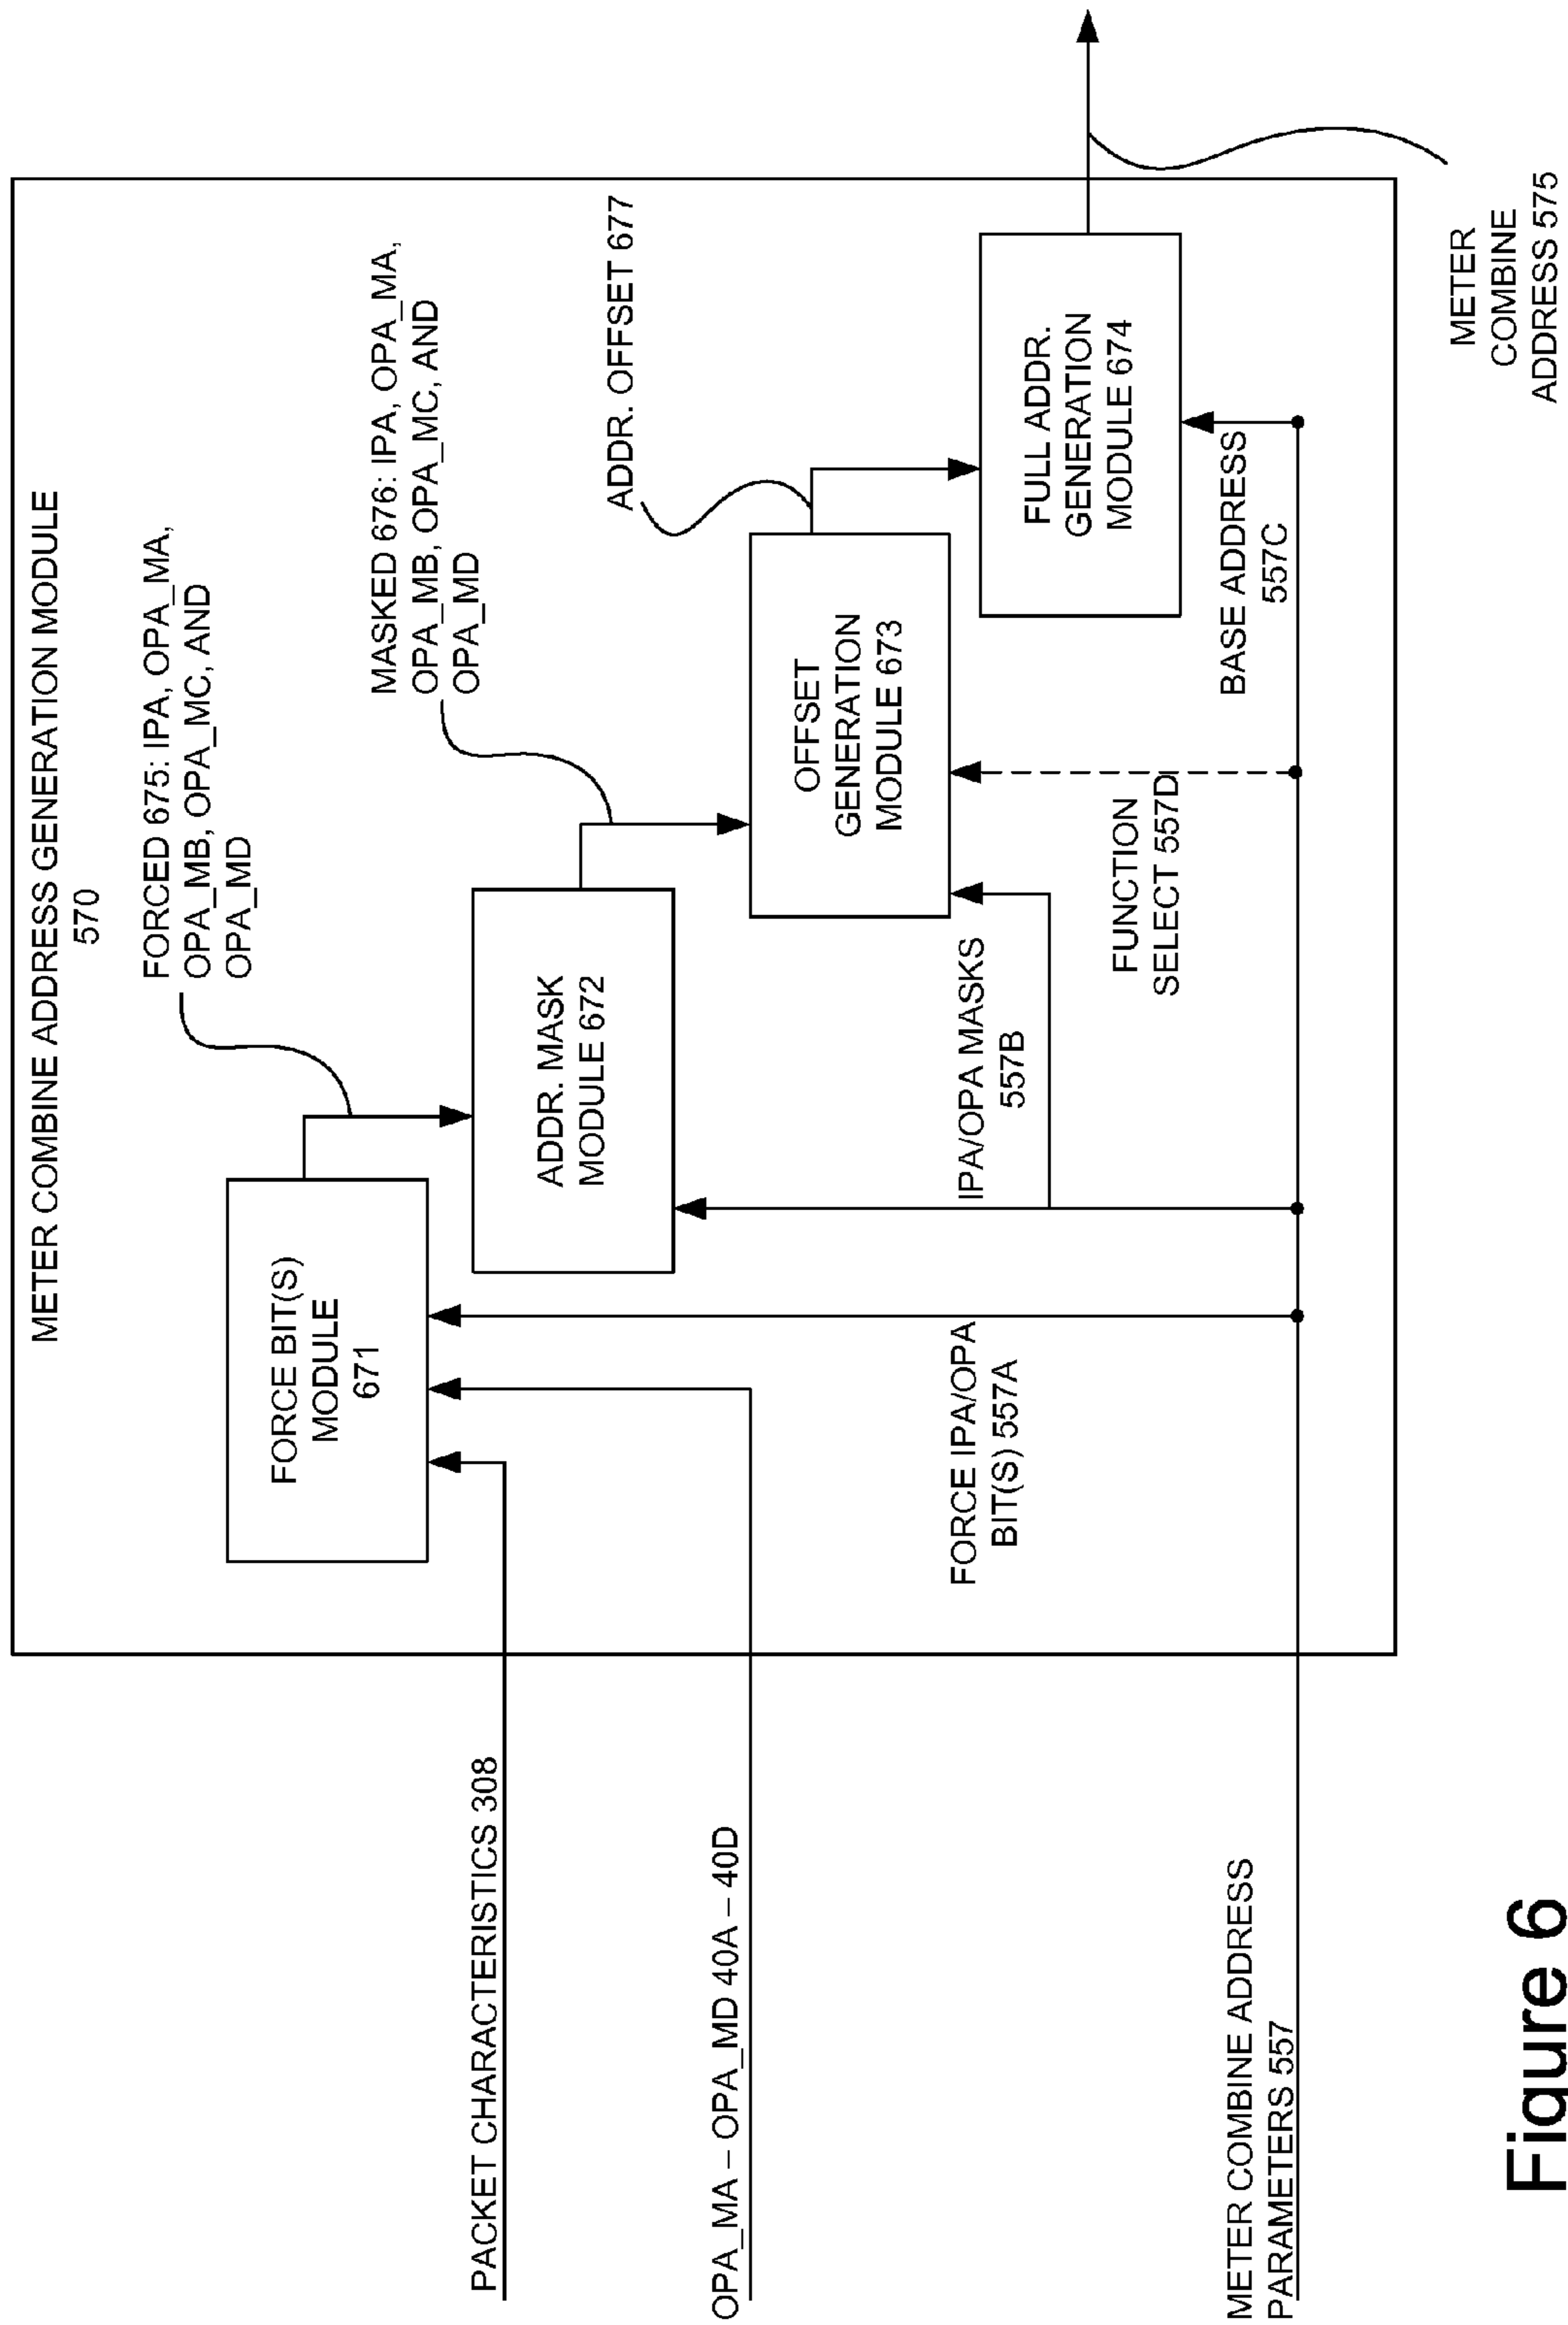 METER COMBINE ADDRESS GENERATION MODULE
570
FORCED 675: IPA, OPA_MA,
OPA_MB, OPA_MC, AND
OPA_MD
MASKED 676: IPA, OPA_MA,
OPA_MB, OPA_MC, AND
OPA_MD
ADDR. OFFSET 677
FORCE BIT(S)
MODULE
671
ADDR. MASK
MODULE 672
OFFSET
GENERATION
MODULE 673
FULL ADDR.
GENERATION
MODULE 674
PACKET CHARACTERISTICS 308
OPA_MA – OPA_MD 40A – 40D
FORCE IPA/OPA
BIT(S) 557A
IPA/OPA MASKS
557B
FUNCTION
SELECT 557D
BASE ADDRESS
557C
METER COMBINE ADDRESS
PARAMETERS 557
METER
COMBINE
ADDRESS 575
Figure 6